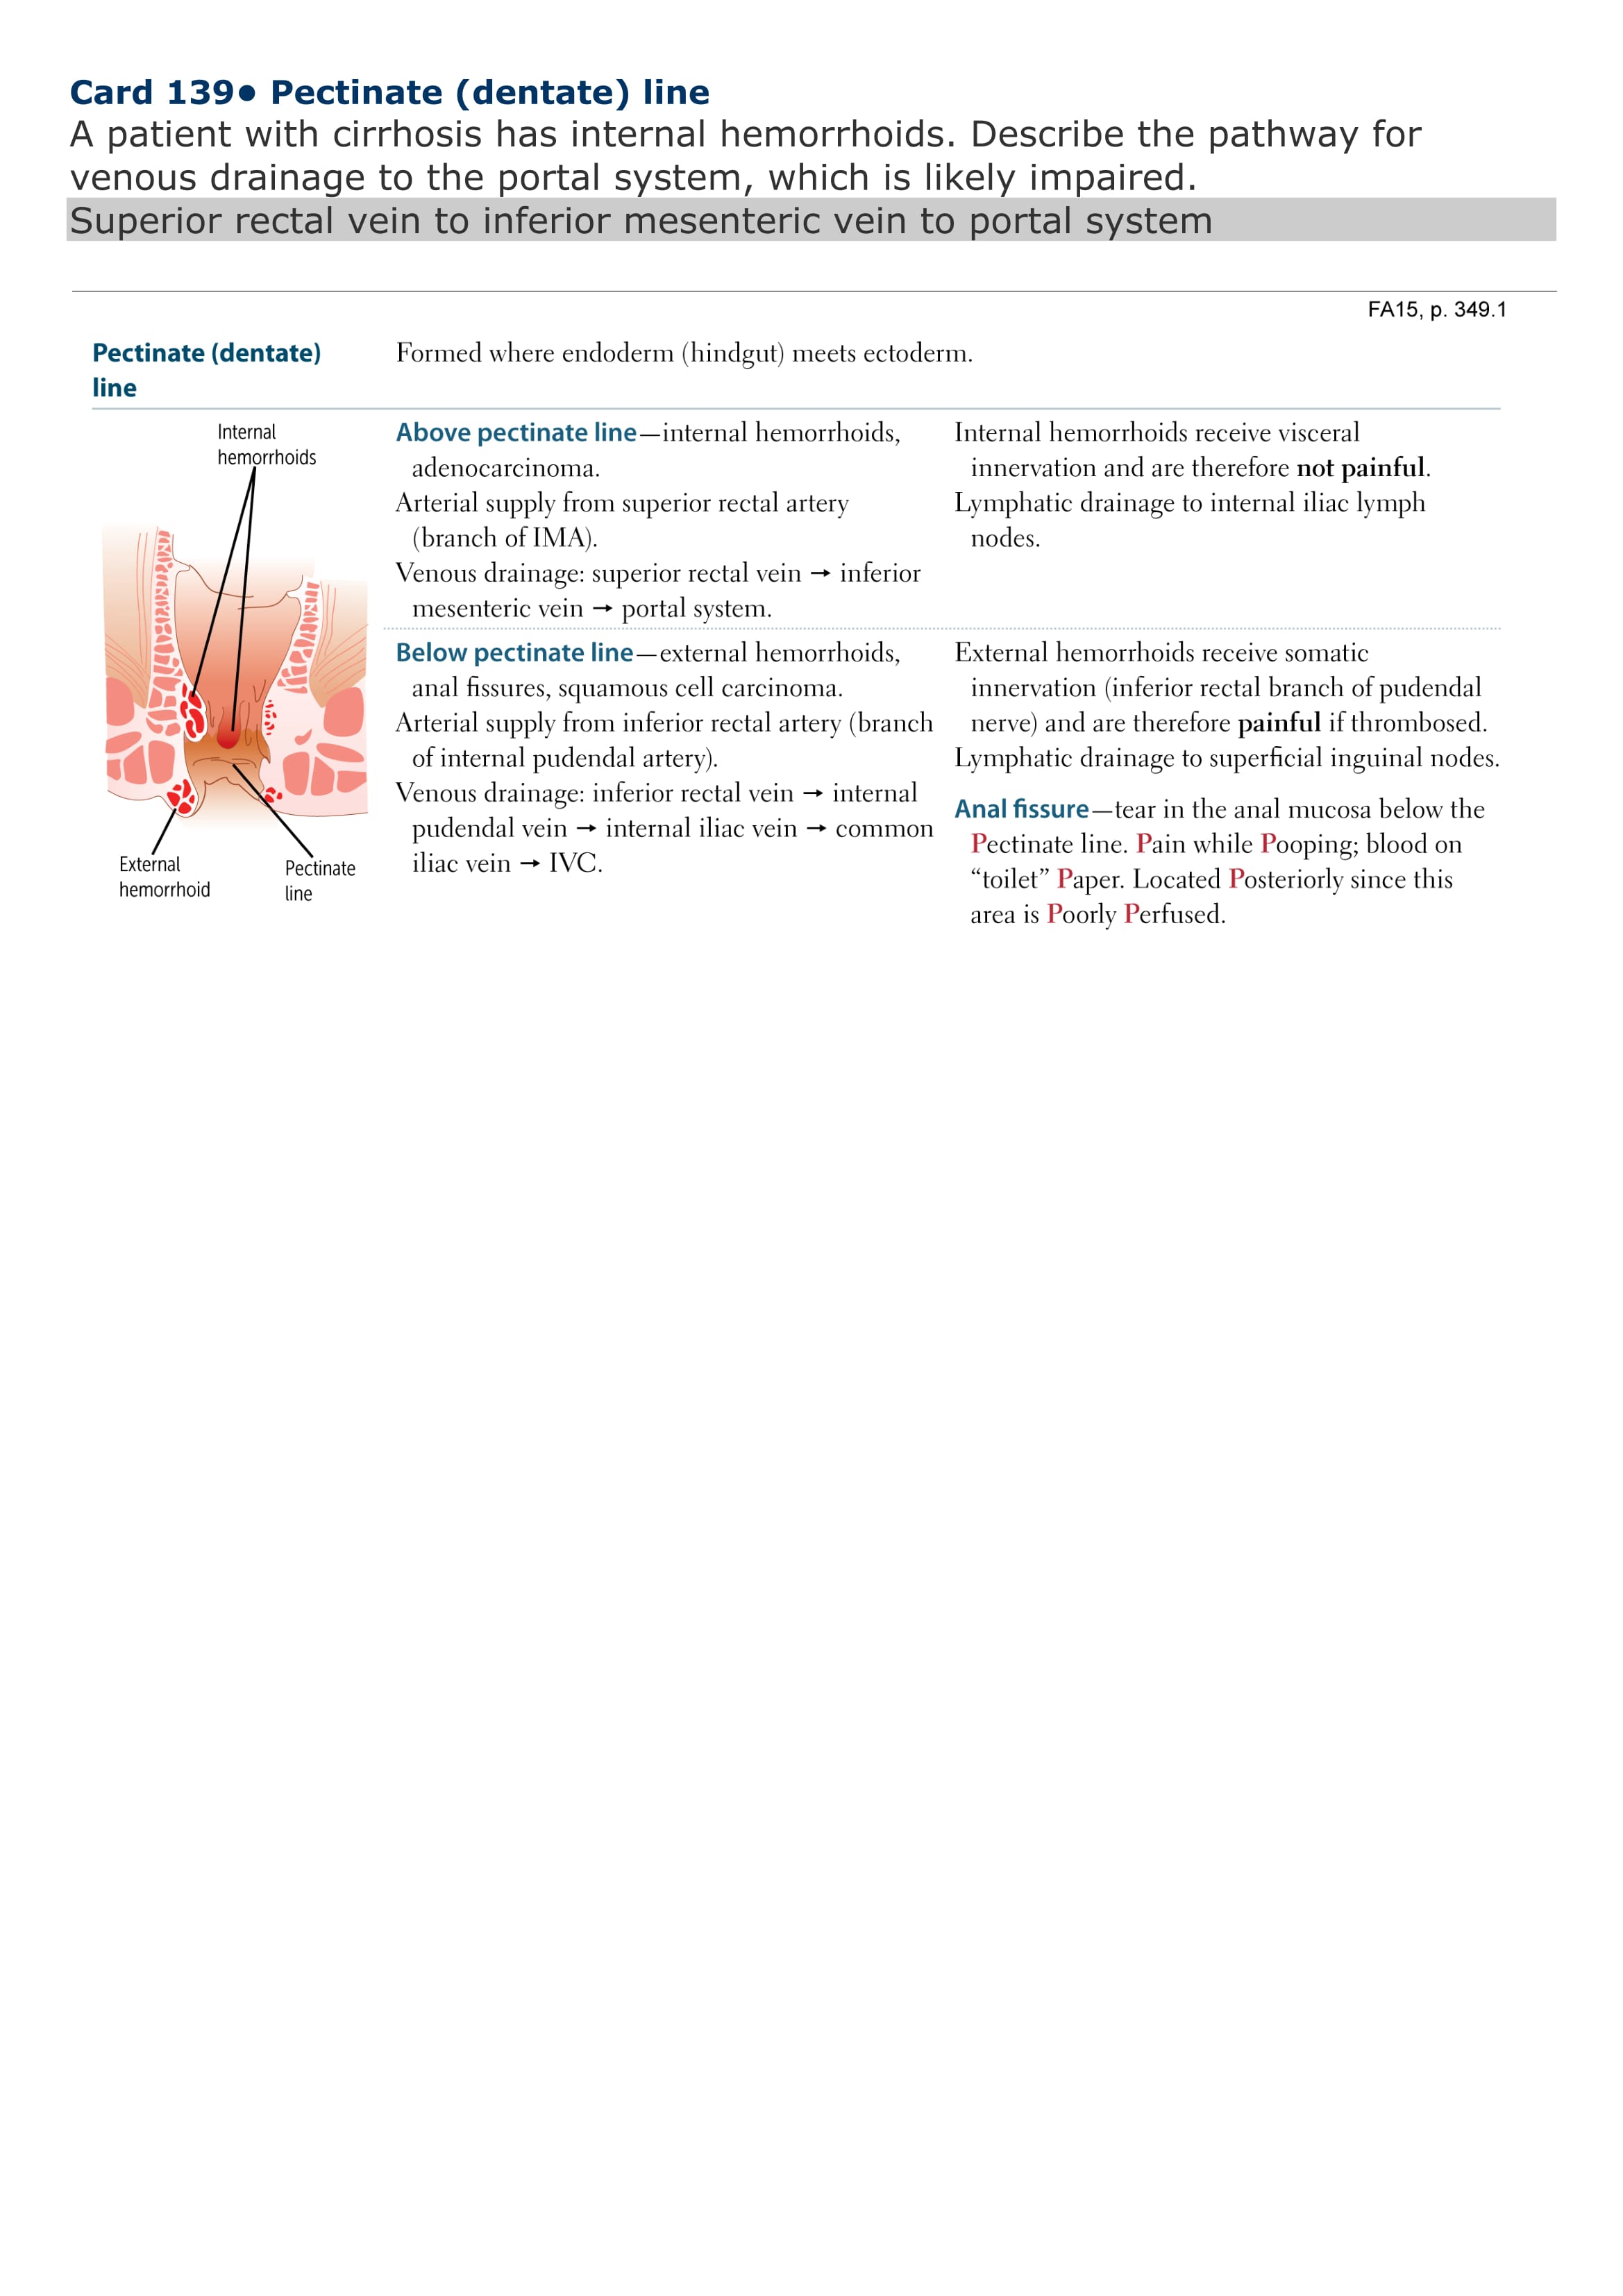 Card 139• Pectinate (dentate) line
A patient with cirrhosis has internal hemorrhoids. Describe the pathway for
venous drainage to the portal system, which is likely impaired.
Superior rectal vein to inferior mesenteric vein to portal system
FA15, p. 349.1
Pectinate (dentate)
line
Formed where endoderm (hindgut) meets ectoderm.
Internal
hemorrhoids
External
hemorrhoid
Pectinate
line
Above pectinate line—internal hemorrhoids,
adenocarcinoma.
Arterial supply from superior rectal artery
(branch of IMA).
Venous drainage: superior rectal vein → inferior
mesenteric vein → portal system.
Internal hemorrhoids receive visceral
innervation and are therefore not painful.
Lymphatic drainage to internal iliac lymph
nodes.
Below pectinate line—external hemorrhoids,
anal fissures, squamous cell carcinoma.
Arterial supply from inferior rectal artery (branch
of internal pudendal artery).
Venous drainage: inferior rectal vein → internal
pudendal vein → internal iliac vein → common
iliac vein → IVC.
External hemorrhoids receive somatic
innervation (inferior rectal branch of pudendal
nerve) and are therefore painful if thrombosed.
Lymphatic drainage to superficial inguinal nodes.
Anal fissure—tear in the anal mucosa below the
Pectinate line. Pain while Pooping; blood on
“toilet” Paper. Located Posteriorly since this
area is Poorly Perfused.